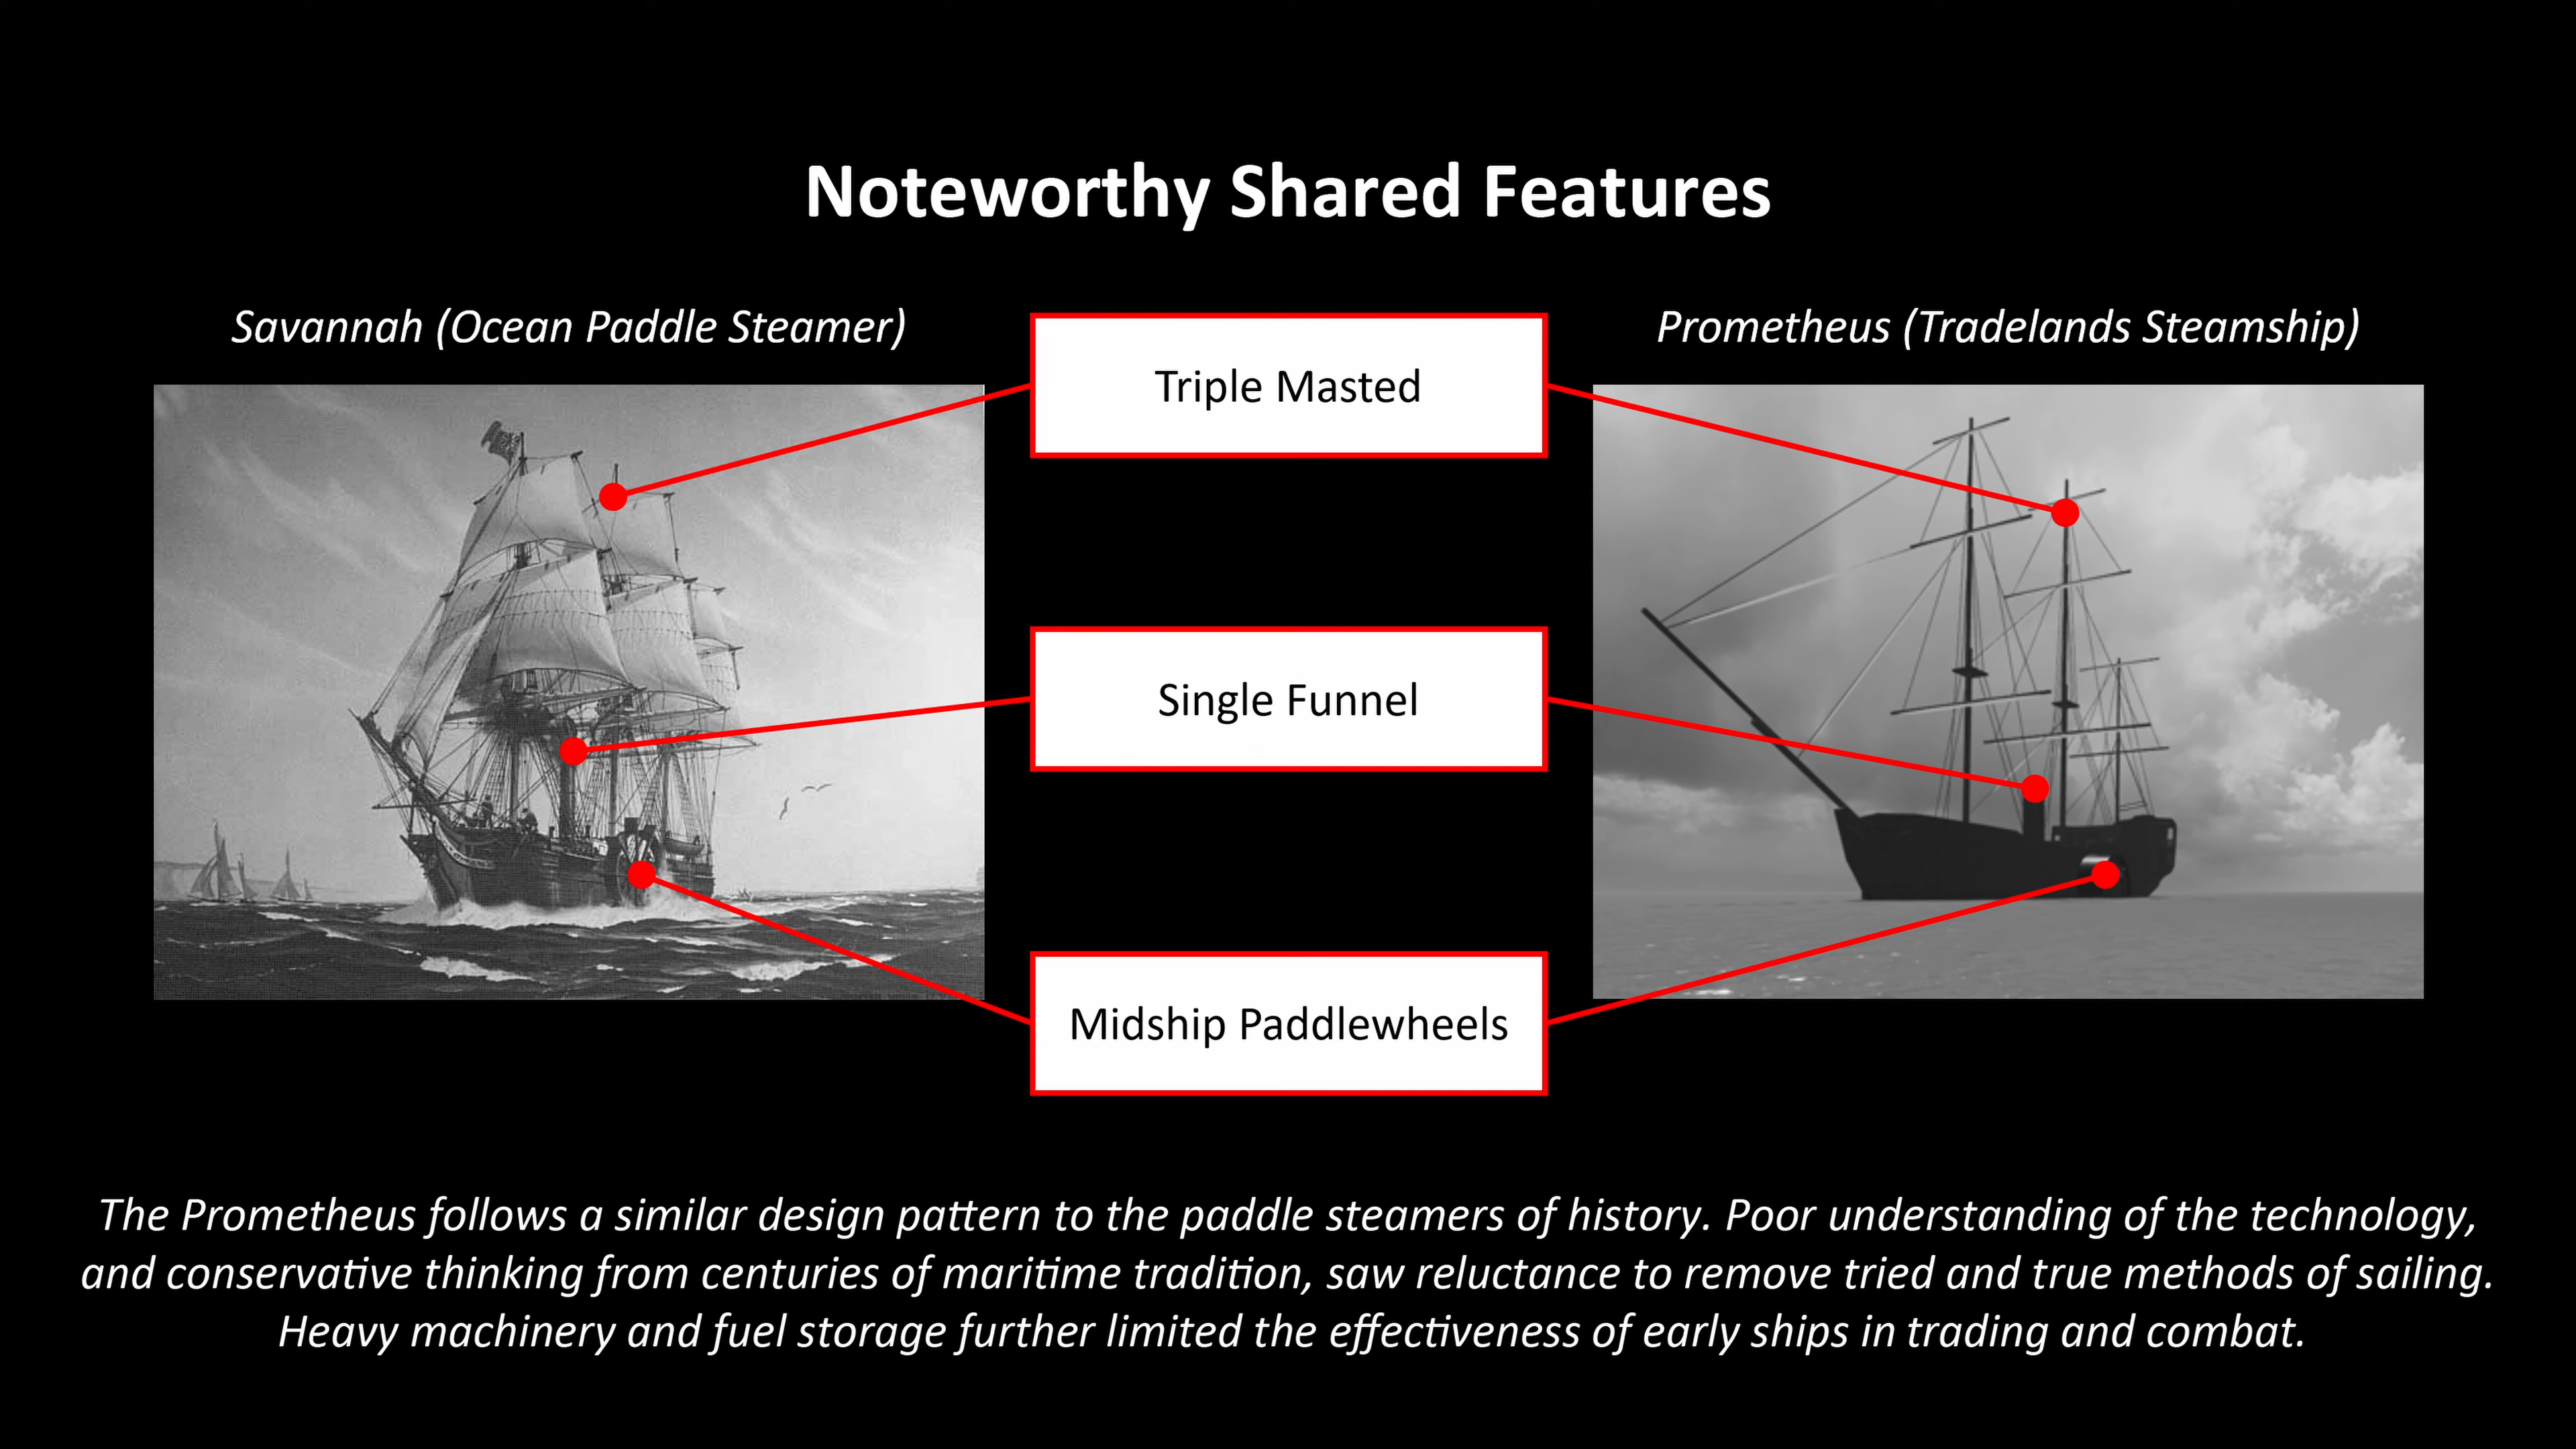 Noteworthy Shared Features
Savannah (Ocean Paddle Steamer)
Prometheus (Tradelands Steamship)
Triple Masted
Single Funnel
Midship Paddlewheels
The Prometheus follows a similar design pattern to the paddle steamers of history. Poor understanding of the technology,
and conservative thinking from centuries of maritime tradition, saw reluctance to remove tried and true methods of sailing.
Heavy machinery and fuel storage further limited the effectiveness of early ships in trading and combat.